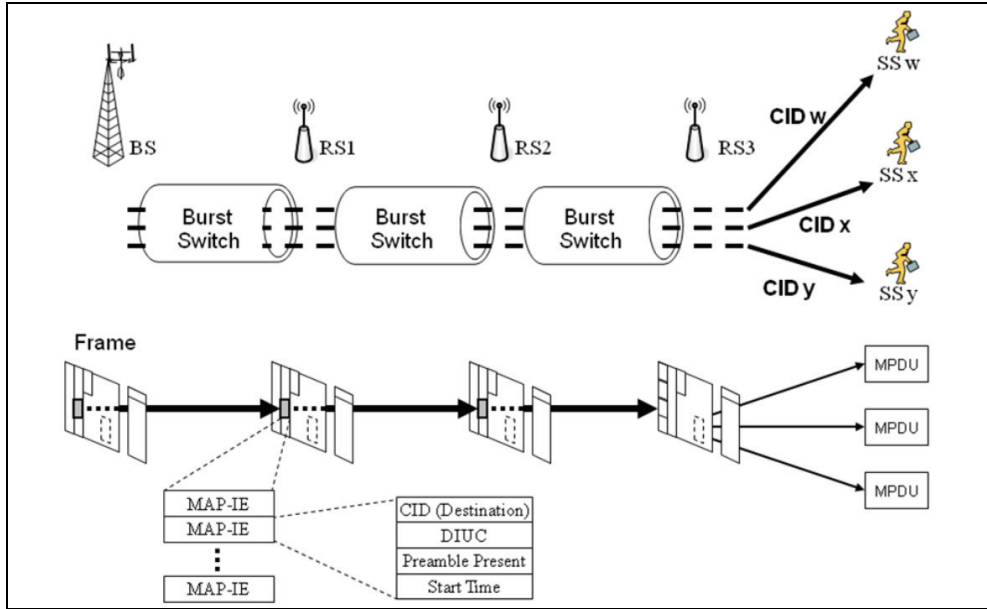 SS w
BS
RS1
RS2
RS3
CID w
SS x
Burst
Switch
Burst
Switch
Burst
Switch
CID x
CID y
SS y
Frame
MPDU
MPDU
MPDU
MAP-IE
MAP-IE
MAP-IE
CID (Destination)
DIUC
Preamble Present
Start Time